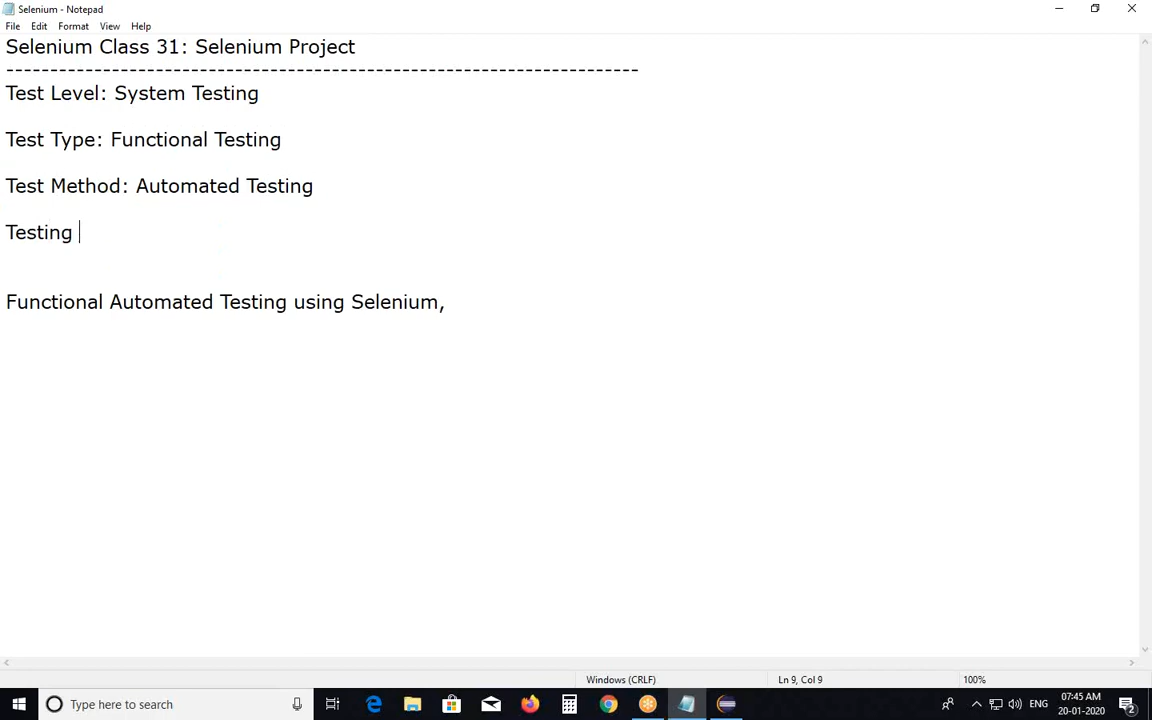 Selenium - Notepad
File Edit Format View Help
Selenium Class 31: Selenium Project
-----------------------------------------------------------------------
Test Level: System Testing
Test Type: Functional Testing
Test Method: Automated Testing
Testing
Functional Automated Testing using Selenium,
Windows (CRLF) Ln 9, Col 9 100%
Type here to search
ENG
07:45 AM
20-01-2020
2